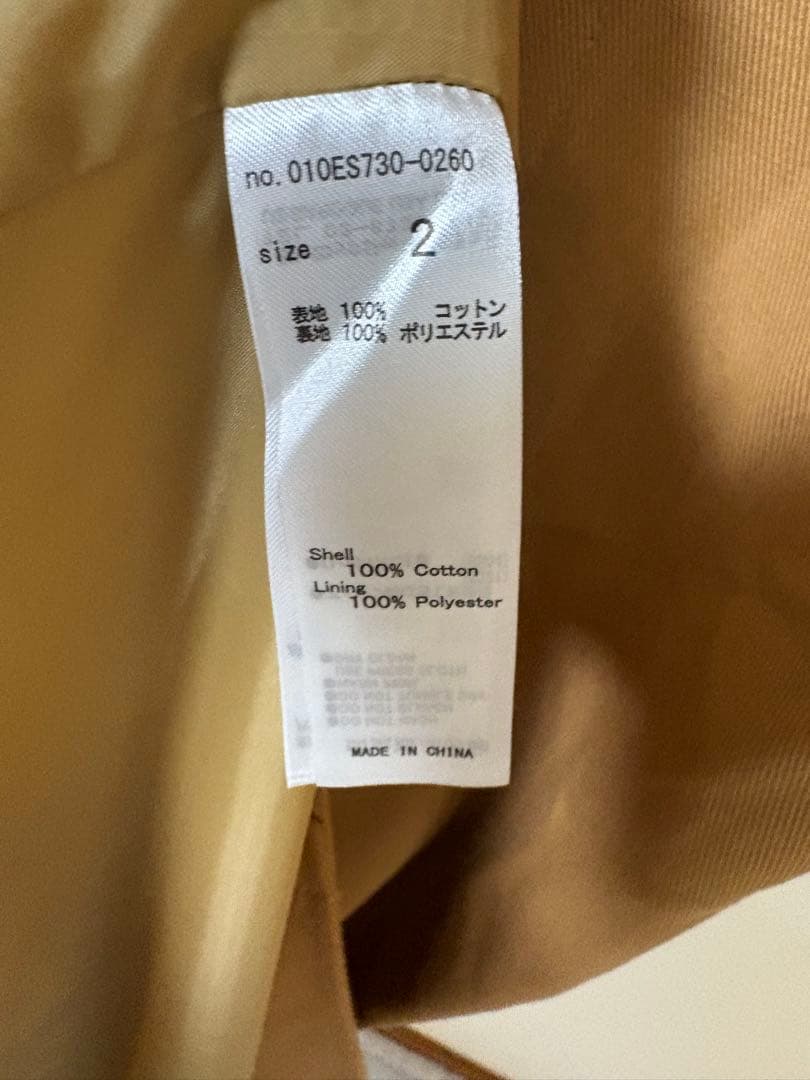 no.010ES730-0260
size 2
表地 100% コットン
裏地 100% ポリエステル
Shell
100% Cotton
Lining
100% Polyester
MADE IN CHINA